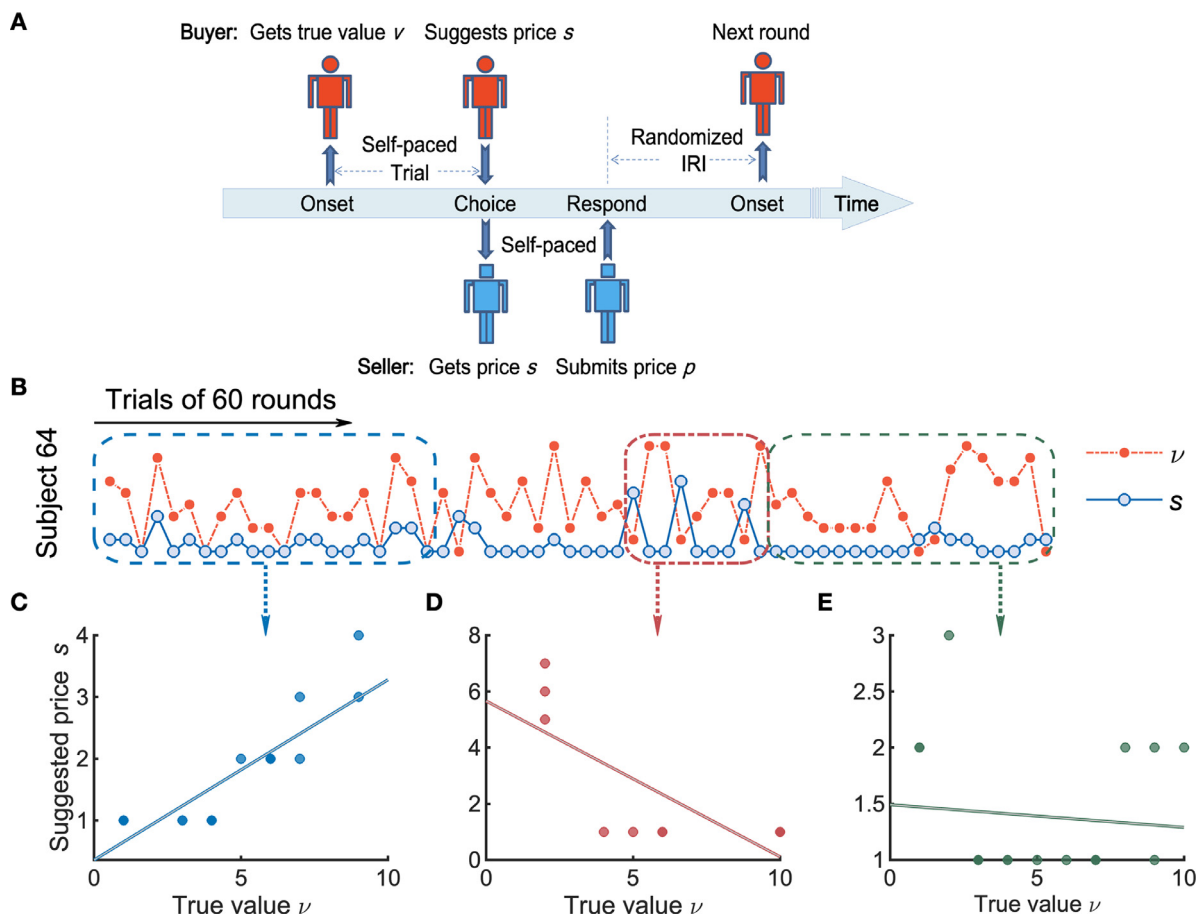 A
Buyer: Gets true value v Suggests price s Next round
Self-paced
Trial
Randomized
IRI
Onset Choice Respond Onset Time
Self-paced
Seller: Gets price s Submits price p
B
Trials of 60 rounds
Subject 64
ν
s
C
Suggested price s
4
3
2
1
0 5 10
True value ν
D
8
6
4
2
0
0 5 10
True value ν
E
3
2.5
2
1.5
1
0 5 10
True value ν